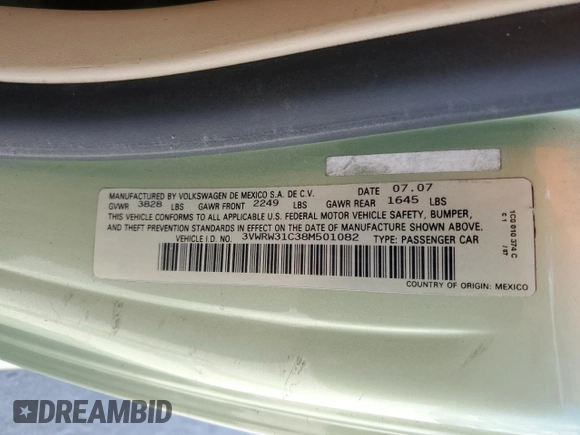 MANUFACTURED BY VOLKSWAGEN DE MEXICO S.A. DE C.V. DATE 07.07
GVWR 3828 LBS GAWR FRONT 2249 LBS GAWR REAR 1645 LBS
THIS VEHICLE CONFORMS TO ALL APPLICABLE U.S. FEDERAL MOTOR VEHICLE SAFETY, BUMPER,
AND THEFT PREVENTION STANDARDS IN EFFECT ON THE DATE OF MANUFACTURE SHOWN ABOVE.
VEHICLE I.D. NO. 3VWRW31C38M501082 TYPE: PASSENGER CAR
COUNTRY OF ORIGIN: MEXICO
1C0 010 374 C
C 1 /07
DREAMBID